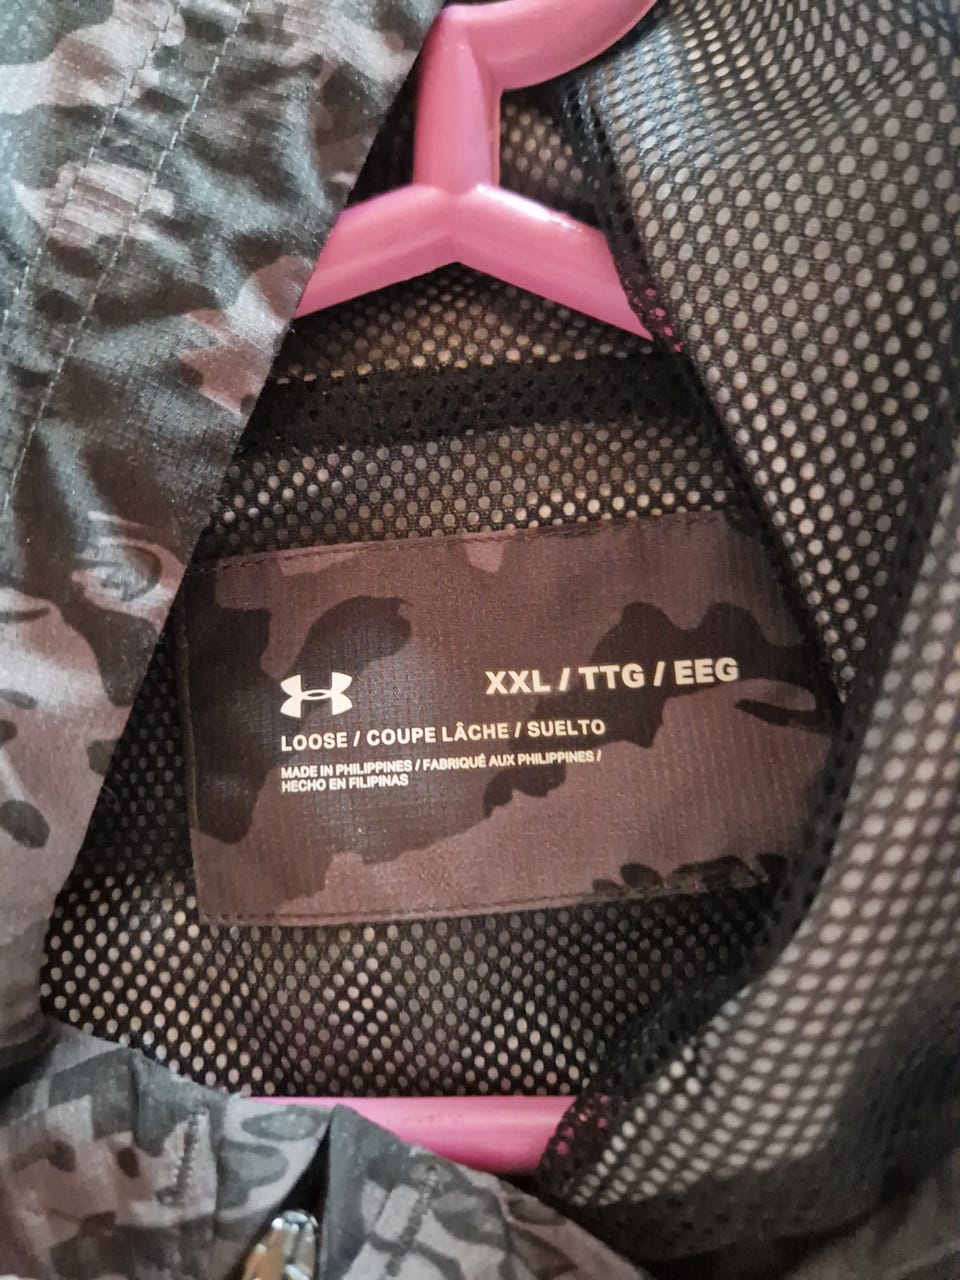 XXL / TTG / EEG
LOOSE / COUPE LÂCHE / SUELTO
MADE IN PHILIPPINES / FABRIQUÉ AUX PHILIPPINES /
HECHO EN FILIPINAS